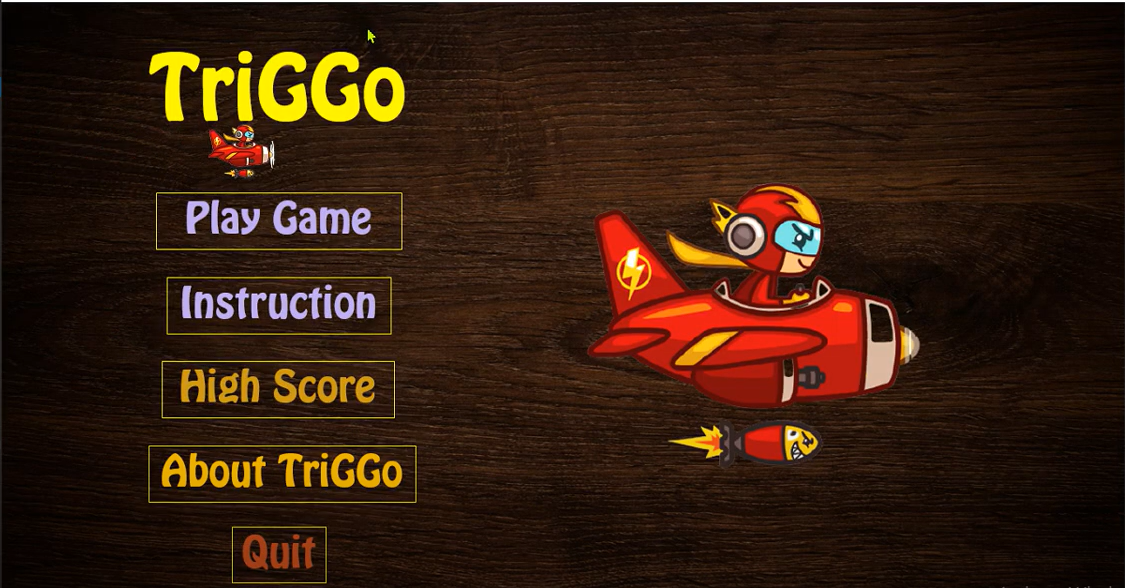 TriGGo
Play Game
Instruction
High Score
About TriGGo
Quit